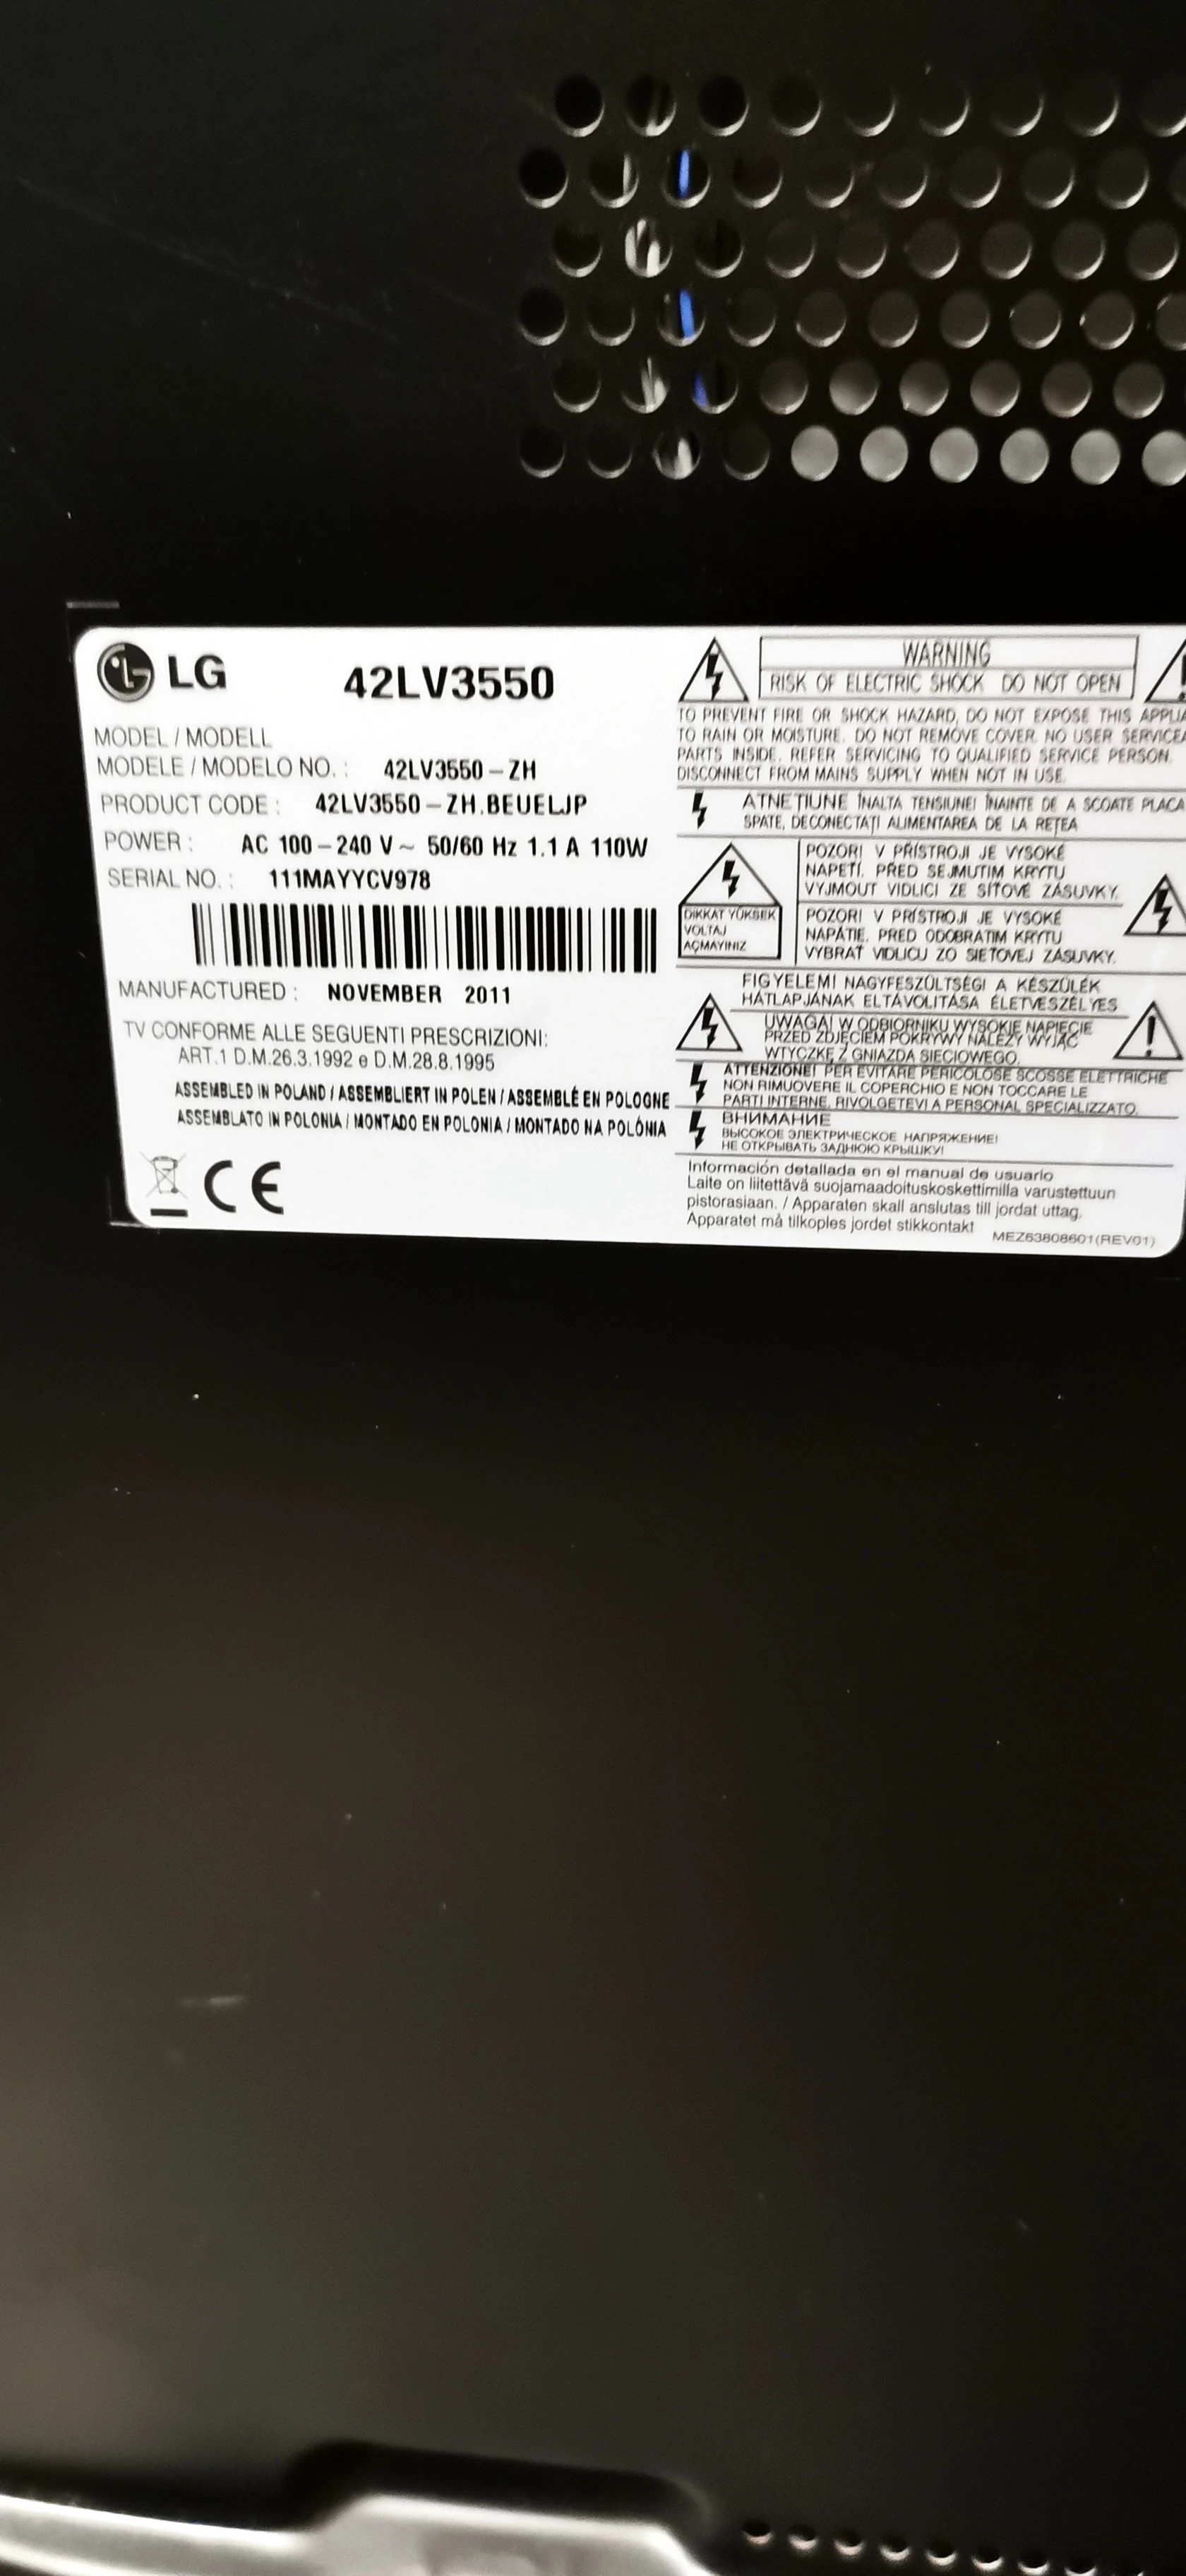 LG 42LV3550
MODEL / MODELL
MODELE / MODELO NO. : 42LV3550-ZH
PRODUCT CODE : 42LV3550-ZH.BEUELJP
POWER : AC 100-240 V~ 50/60 Hz 1.1 A 110W
SERIAL NO. : 111MAYYCV978
MANUFACTURED : NOVEMBER 2011
TV CONFORME ALLE SEGUENTI PRESCRIZIONI:
ART.1 D.M.26.3.1992 e D.M.28.8.1995
ASSEMBLED IN POLAND / ASSEMBLIERT IN POLEN / ASSEMBLÉ EN POLOGNE
ASSEMBLATO IN POLONIA / MONTADO EN POLONIA / MONTADO NA POLÓNIA
CE
WARNING
RISK OF ELECTRIC SHOCK DO NOT OPEN
TO PREVENT FIRE OR SHOCK HAZARD, DO NOT EXPOSE THIS APPLIA
TO RAIN OR MOISTURE. DO NOT REMOVE COVER. NO USER SERVICEA
PARTS INSIDE. REFER SERVICING TO QUALIFIED SERVICE PERSON.
DISCONNECT FROM MAINS SUPPLY WHEN NOT IN USE.
ATNEȚIUNE ÎNALTA TENSIUNE! ÎNAINTE DE A SCOATE PLACA
SPATE, DECONECTAȚI ALIMENTAREA DE LA REȚEA
DIKKAT YÜKSEK
VOLTAJ
AÇMAYINIZ
POZOR! V PŘÍSTROJI JE VYSOKÉ
NAPĚTÍ. PŘED SEJMUTIM KRYTU
VYJMOUT VIDLICI ZE SÍŤOVÉ ZÁSUVKY.
POZOR! V PRÍSTROJI JE VYSOKÉ
NAPÄTIE. PRED ODOBRATIM KRYTU
VYBRAŤ VIDLICU ZO SIEŤOVEJ ZÁSUVKY.
FIGYELEM! NAGYFESZÜLTSÉG! A KÉSZÜLÉK
HÁTLAPJÁNAK ELTÁVOLITÁSA ÉLETVESZÉLYES
UWAGA! W ODBIORNIKU WYSOKIE NAPIĘCIE
PRZED ZDJĘCIEM POKRYWY NALEŻY WYJĄĆ
WTYCZKĘ Z GNIAZDA SIECIOWEGO.
ATTENZIONE! PER EVITARE PERICOLOSE SCOSSE ELETTRICHE
NON RIMUOVERE IL COPERCHIO E NON TOCCARE LE
PARTI INTERNE. RIVOLGETEVI A PERSONAL SPECIALIZZATO.
ВНИМАНИЕ
ВЫСОКОЕ ЭЛЕКТРИЧЕСКОЕ НАПРЯЖЕНИЕ!
НЕ ОТКРЫВАТЬ ЗАДНЮЮ КРЫШКУ!
Información detallada en el manual de usuario
Laite on liitettävä suojamaadoituskoskettimilla varustettuun
pistorasiaan. / Apparaten skall anslutas till jordat uttag.
Apparatet må tilkoples jordet stikkontakt
MEZ63808601(REV01)